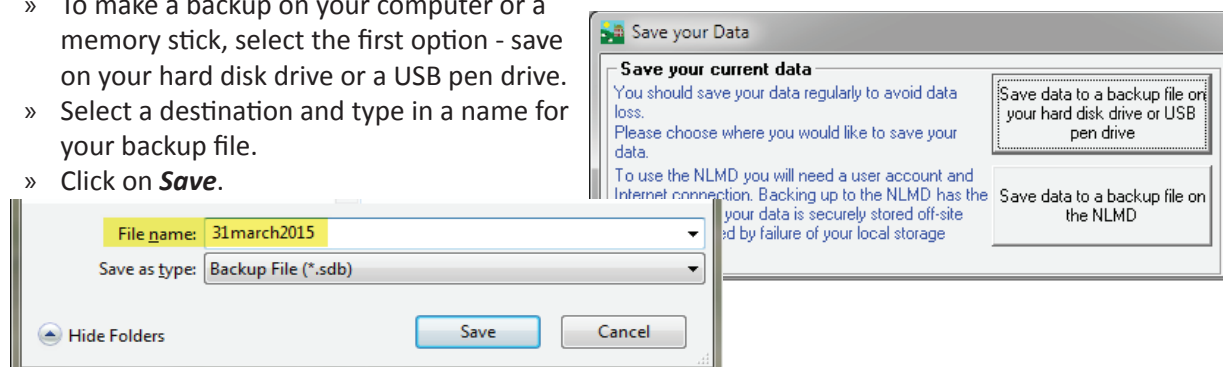 » To make a backup on your computer or a
memory stick, select the first option - save
on your hard disk drive or a USB pen drive.
» Select a destination and type in a name for
your backup file.
» Click on Save.
Save your Data
Save your current data
You should save your data regularly to avoid data
loss.
Please choose where you would like to save your
data.
To use the NLMD you will need a user account and
Internet connection. Backing up to the NLMD has the
your data is securely stored off-site
ed by failure of your local storage
Save data to a backup file on
your hard disk drive or USB
pen drive
Save data to a backup file on
the NLMD
File name: 31march2015
Save as type: Backup File (*.sdb)
Hide Folders
Save
Cancel